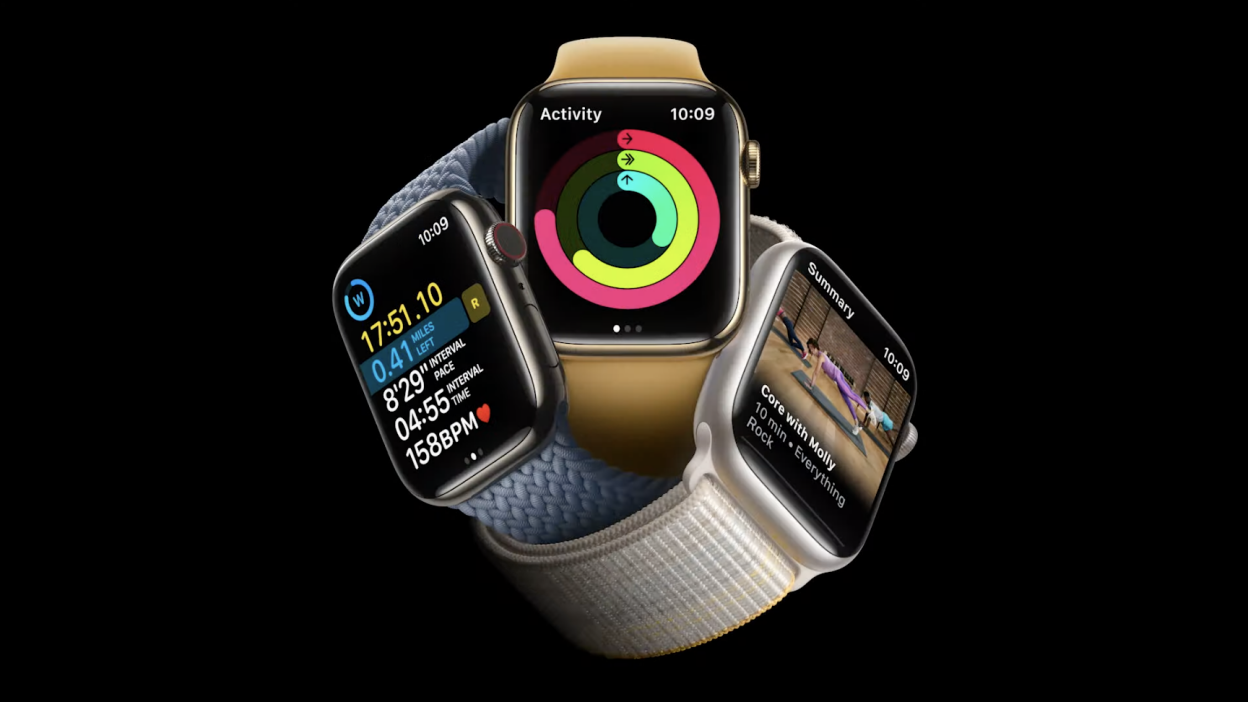 Activity 10:09
10:09
W
17:51.10
R
0.41 MILES LEFT
8'29" INTERVAL PACE
04:55 INTERVAL TIME
158BPM
Summary
10:09
Core with Molly
10 min • Everything
Rock